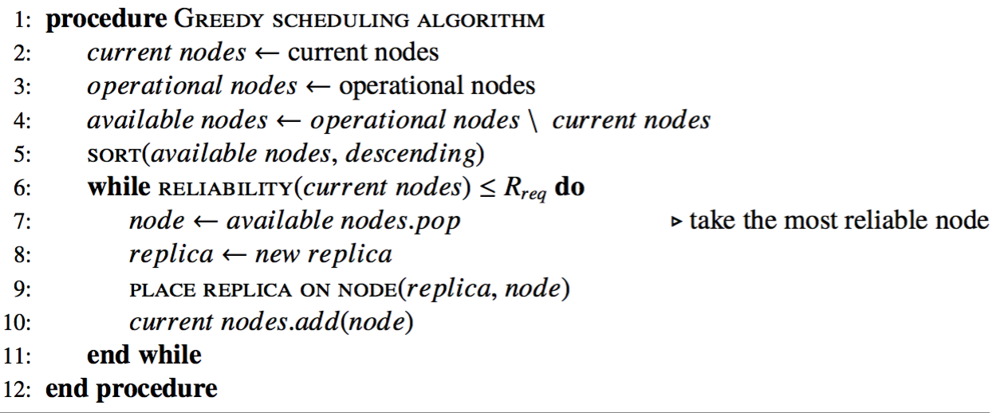 1: procedure GREEDY SCHEDULING ALGORITHM
2: current nodes ← current nodes
3: operational nodes ← operational nodes
4: available nodes ← operational nodes \ current nodes
5: SORT(available nodes, descending)
6: while RELIABILITY(current nodes) ≤ R_req do
7: node ← available nodes.pop ▹ take the most reliable node
8: replica ← new replica
9: PLACE REPLICA ON NODE(replica, node)
10: current nodes.add(node)
11: end while
12: end procedure